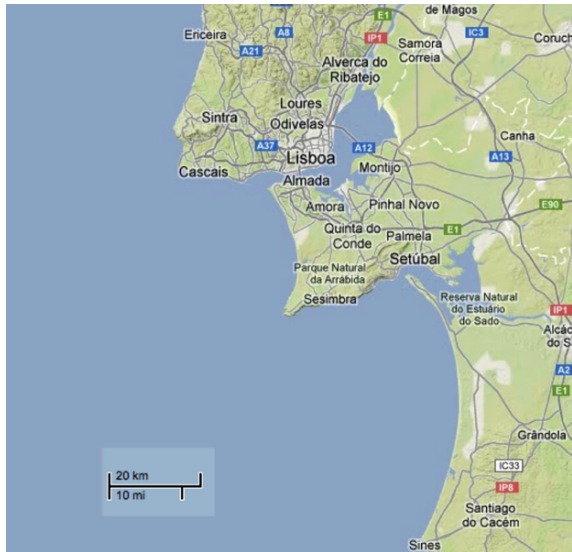 E1
de Magos
Ericeira
A8
IP1
IC3
A21
Samora
Correia
Coruch
Alverca do
Ribatejo
Loures
Sintra
Odivelas
Canha
A37
Lisboa
A12
A13
Cascais
Montijo
Almada
Amora
Pinhal Novo
E90
Quinta do
Conde
E1
Palmela
Setúbal
Parque Natural
da Arrábida
Sesimbra
Reserva Natural
do Estuário
do Sado
IP1
Alcác
do S
A2
E1
Grândola
20 km
10 mi
IC33
IP8
Santiago
do Cacém
Sines